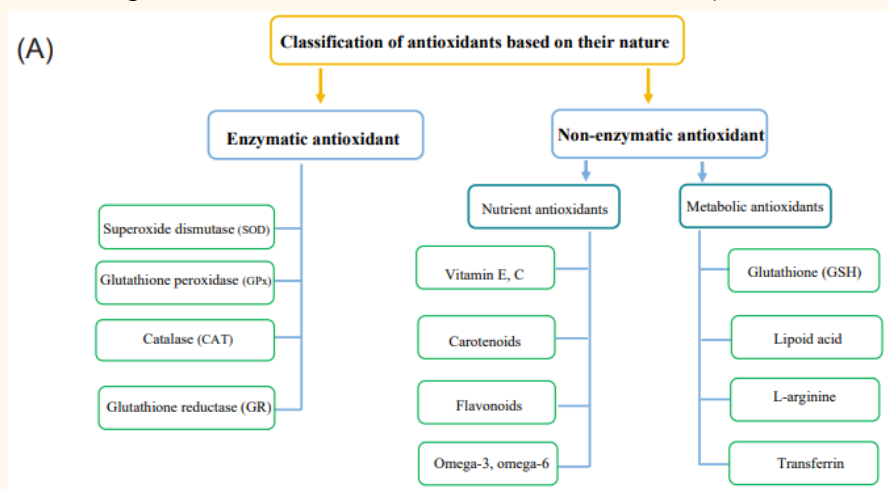 (A)
Classification of antioxidants based on their nature
Enzymatic antioxidant
Non-enzymatic antioxidant
Superoxide dismutase (SOD)
Glutathione peroxidase (GPx)
Catalase (CAT)
Glutathione reductase (GR)
Nutrient antioxidants
Vitamin E, C
Carotenoids
Flavonoids
Omega-3, omega-6
Metabolic antioxidants
Glutathione (GSH)
Lipoid acid
L-arginine
Transferrin